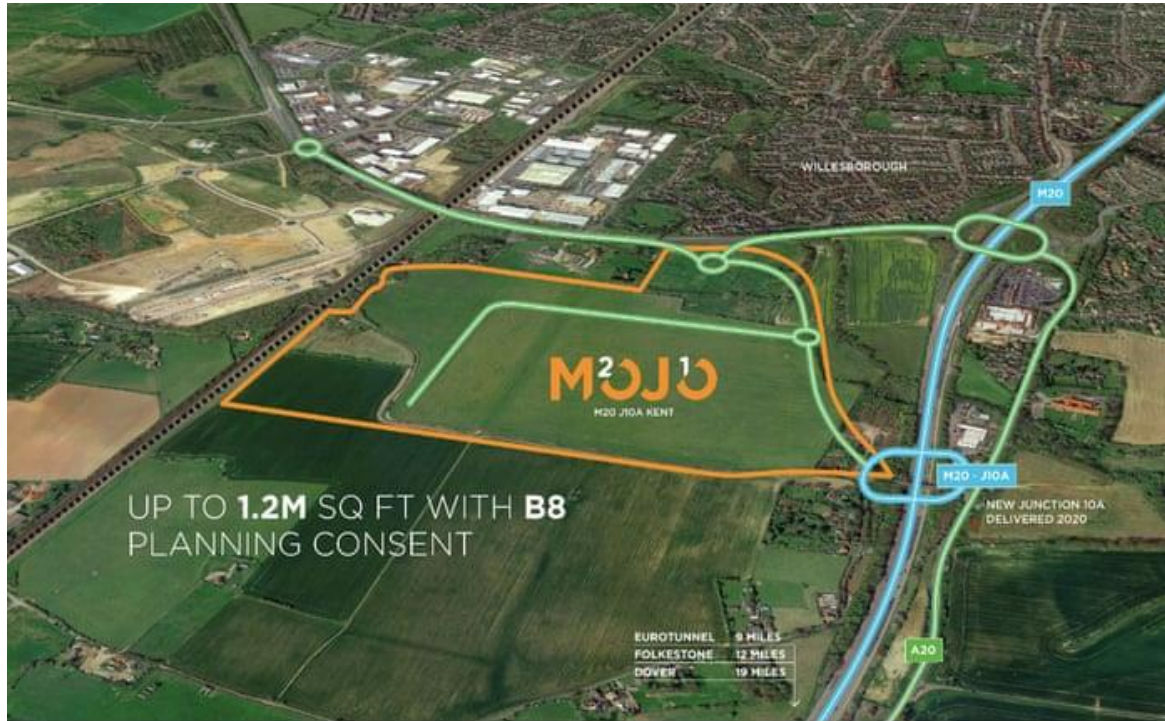 WILLESBOROUGH
M20
M2OJ1O
M20 J10A KENT
M20 - J10A
NEW JUNCTION 10A
DELIVERED 2020
UP TO 1.2M SQ FT WITH B8
PLANNING CONSENT
EUROTUNNEL 9 MILES
FOLKESTONE 12 MILES
DOVER 19 MILES
A20